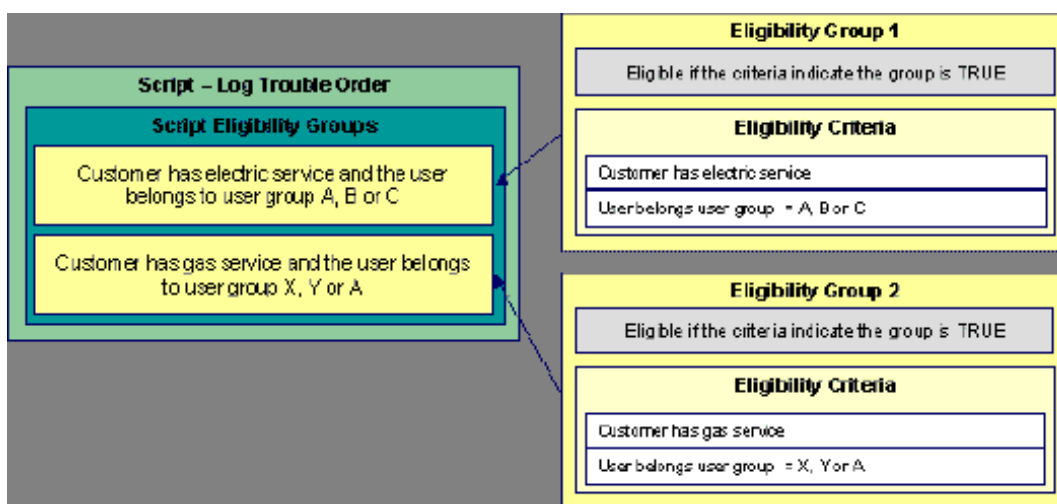 Script – Log Trouble Order
Script Eligibility Groups
Customer has electric service and the user
belongs to user group A, B or C
Customer has gas service and the user belongs
to user group X, Y or A
Eligibility Group 1
Eligible if the criteria indicate the group is TRUE
Eligibility Criteria
Customer has electric service
User belongs user group = A, B or C
Eligibility Group 2
Eligible if the criteria indicate the group is TRUE
Eligibility Criteria
Customer has gas service
User belongs user group = X, Y or A